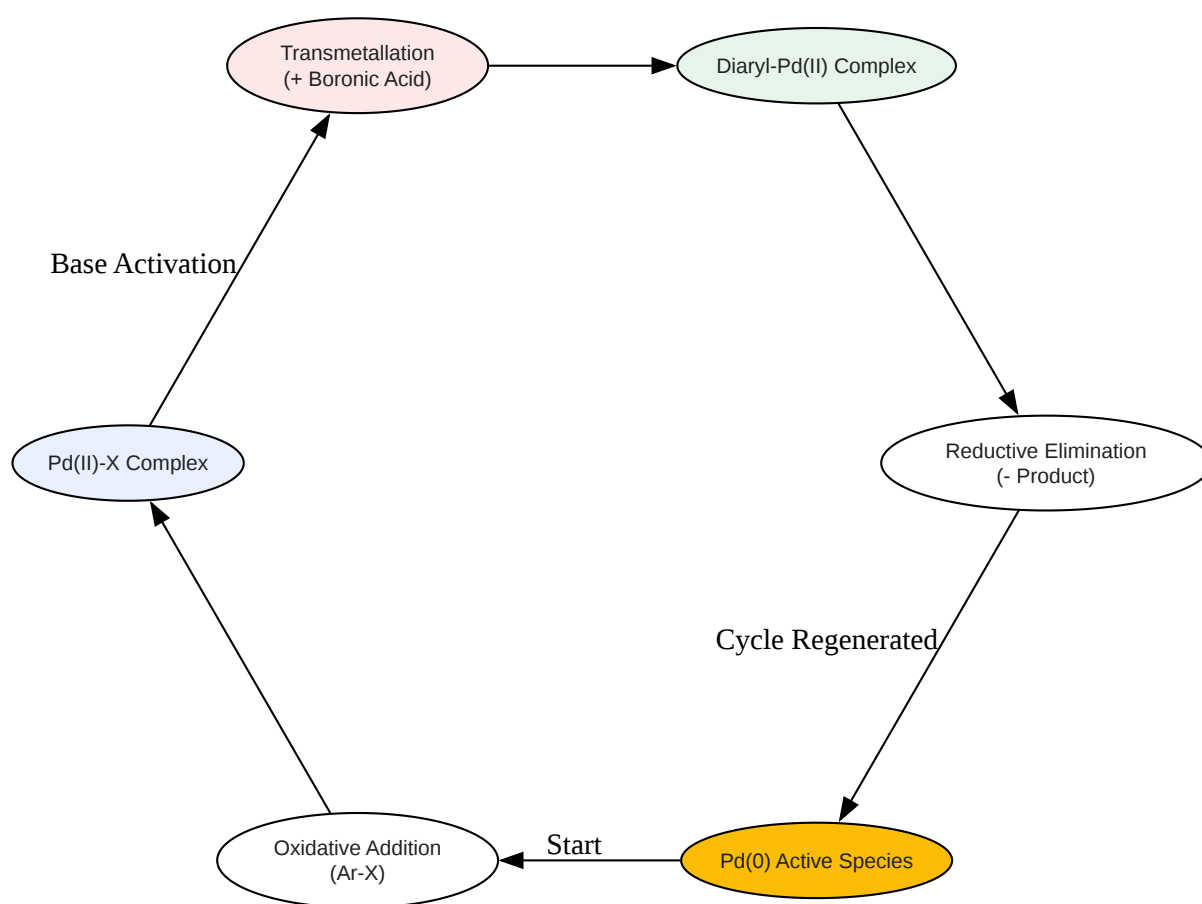 Transmetallation
(+ Boronic Acid)
Diaryl-Pd(II) Complex
Base Activation
Pd(II)-X Complex
Reductive Elimination
(- Product)
Cycle Regenerated
Oxidative Addition
(Ar-X)
Start
Pd(0) Active Species